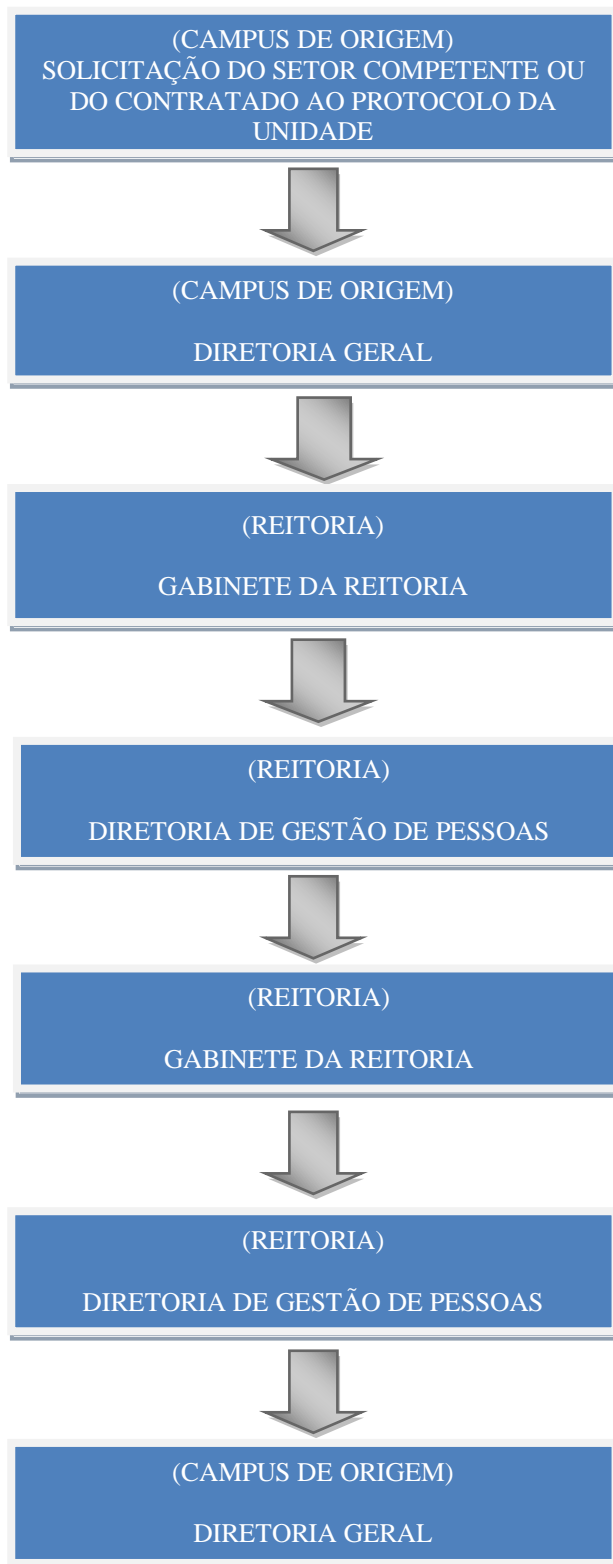 (CAMPUS DE ORIGEM)
SOLICITAÇÃO DO SETOR COMPETENTE OU
DO CONTRATADO AO PROTOCOLO DA
UNIDADE
(CAMPUS DE ORIGEM)
DIRETORIA GERAL
(REITORIA)
GABINETE DA REITORIA
(REITORIA)
DIRETORIA DE GESTÃO DE PESSOAS
(REITORIA)
GABINETE DA REITORIA
(REITORIA)
DIRETORIA DE GESTÃO DE PESSOAS
(CAMPUS DE ORIGEM)
DIRETORIA GERAL